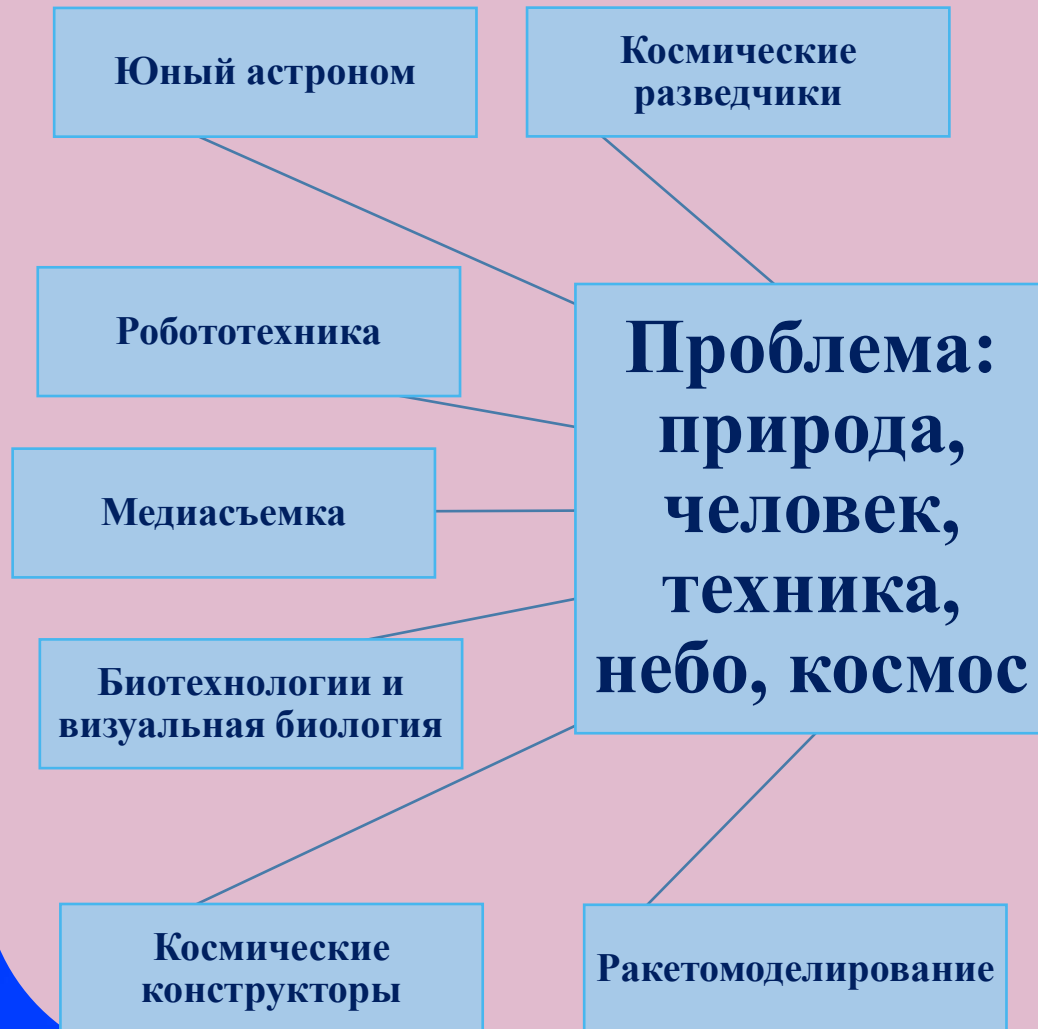 Юный астроном
Космические
разведчики
Робототехника
Проблема:
природа,
человек,
техника,
небо, космос
Медиасъемка
Биотехнологии и
визуальная биология
Космические
конструкторы
Ракетомоделирование